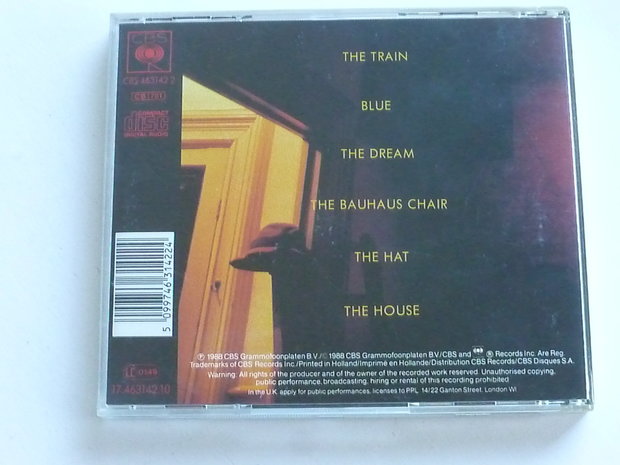 CBS
CBS 463142 2
CB 701
COMPACT
disc
DIGITAL AUDIO
THE TRAIN
BLUE
THE DREAM
THE BAUHAUS CHAIR
THE HAT
THE HOUSE
5 099746 314224
0149
17-463142-10
Ⓟ 1988 CBS Grammofoonplaten B.V./© 1988 CBS Grammofoonplaten BV/CBS and ® Records Inc. Are Reg.
Trademarks of CBS Records Inc./Printed in Holland/Imprimé en Hollande/Distribution CBS Records/CBS Disques S.A.
Warning: All rights of the producer and of the owner of the recorded work reserved. Unauthorised copying,
public performance, broadcasting, hiring or rental of this recording prohibited
In the U K apply for public performances, licenses to PPL 14/22 Ganton Street, London WI